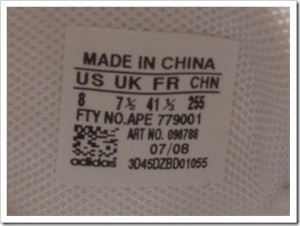 MADE IN CHINA
US UK FR CHN
8 7½ 41⅓ 255
FTY NO.APE 779001
ART NO. 096788
07/08
adidas 3D45DZBD01055